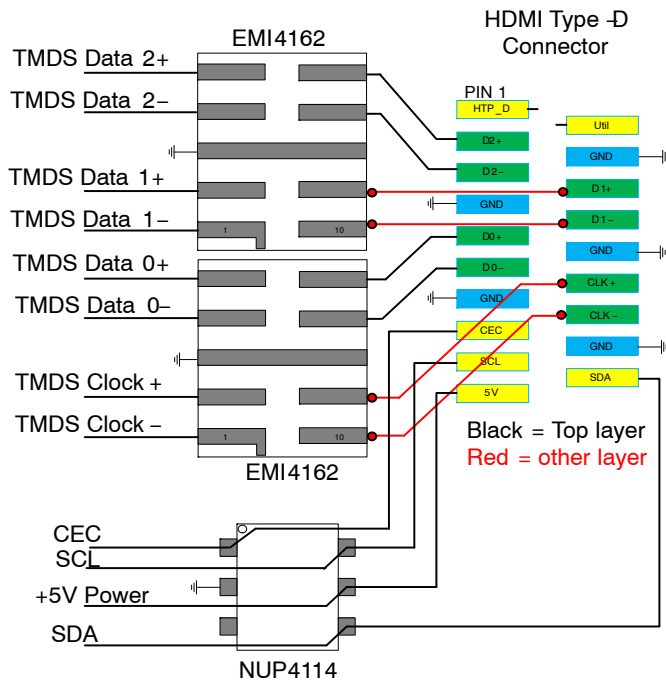 HDMI Type -D
Connector
EMI4162
TMDS Data 2+
TMDS Data 2-
TMDS Data 1+
TMDS Data 1-
1
10
TMDS Data 0+
TMDS Data 0-
TMDS Clock +
TMDS Clock -
1
10
EMI4162
PIN 1
HTP_D
D2+
D2-
GND
D0+
D0-
GND
CEC
SCL
5V
Util
GND
D1+
D1-
GND
CLK +
CLK -
GND
SDA
Black = Top layer
Red = other layer
CEC
SCL
+5V Power
SDA
NUP4114